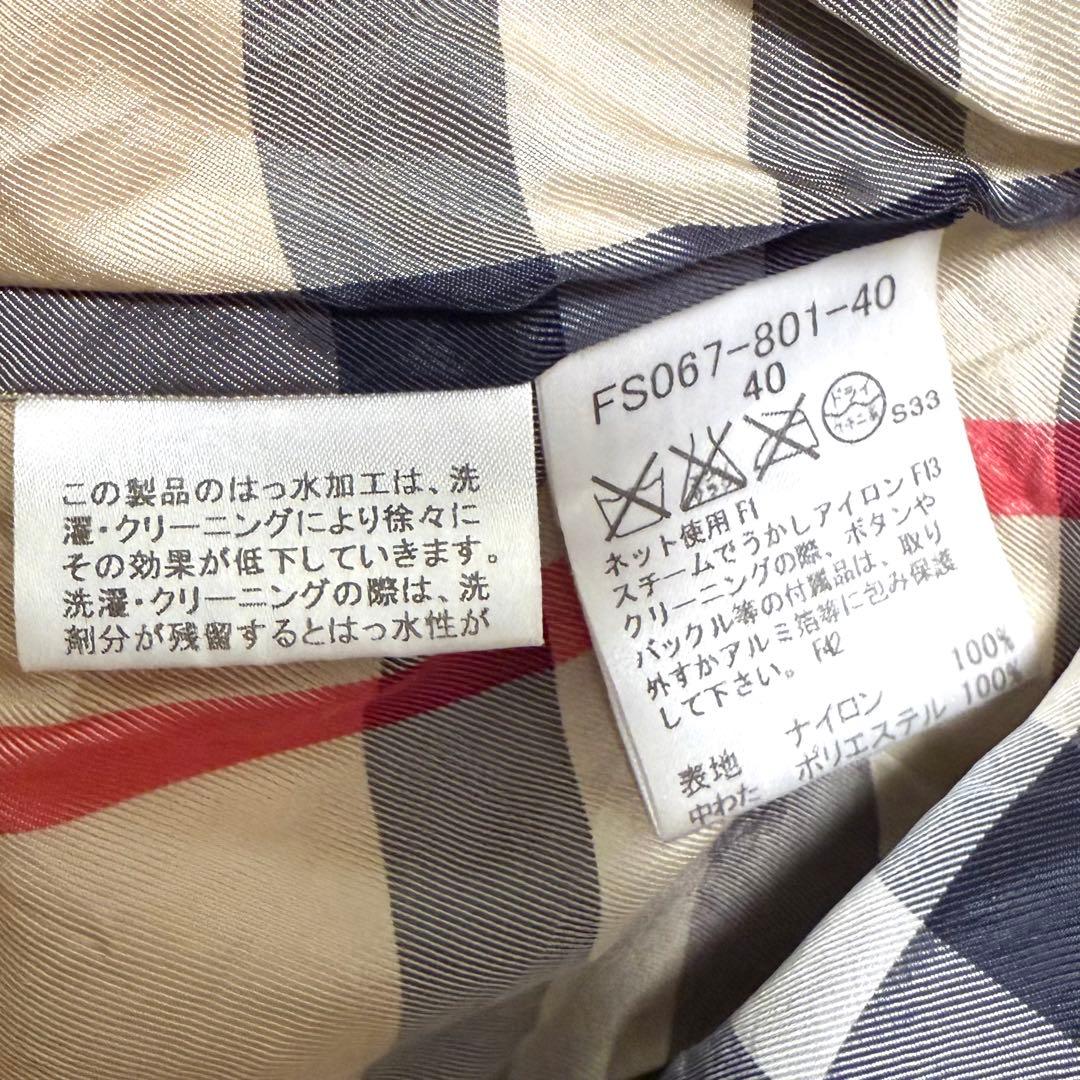 この製品のはっ水加工は、洗
濯・クリーニングにより徐々に
その効果が低下していきます。
洗濯・クリーニングの際は、洗
剤分が残留するとはっ水性が
FS067-801-40
40
ドライ
セキユ系
S33
ネット使用 F1
スチームでうかしアイロン F13
クリーニングの際、ボタンや
バックル等の付属品は、取り
外すかアルミ箔等に包み保護
して下さい。 F42
表地 ナイロン 100%
中わた ポリエステル 100%